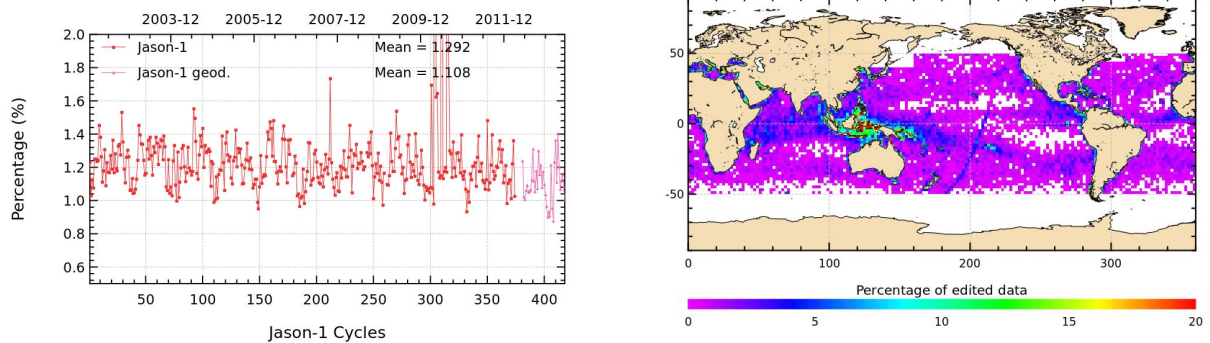 2003-12 2005-12 2007-12 2009-12 2011-12
2.0
1.8
1.6
1.4
1.2
1.0
0.8
0.6
Percentage (%)
Jason-1 Mean = 1.292
Jason-1 geod. Mean = 1.108
50 100 150 200 250 300 350 400
Jason-1 Cycles
50
0
-50
0 100 200 300
Percentage of edited data
0 5 10 15 20